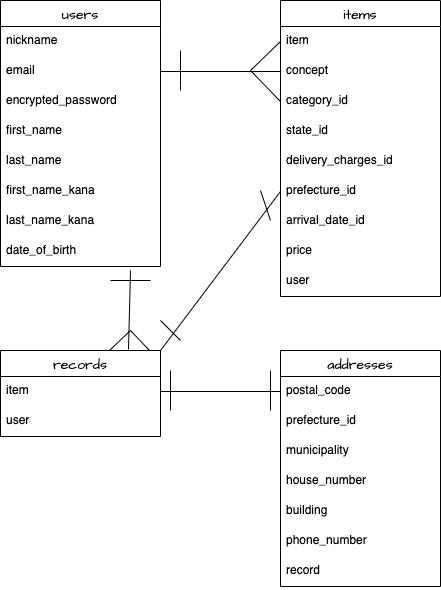 users
nickname
email
encrypted_password
first_name
last_name
first_name_kana
last_name_kana
date_of_birth
items
item
concept
category_id
state_id
delivery_charges_id
prefecture_id
arrival_date_id
price
user
records
item
user
addresses
postal_code
prefecture_id
municipality
house_number
building
phone_number
record